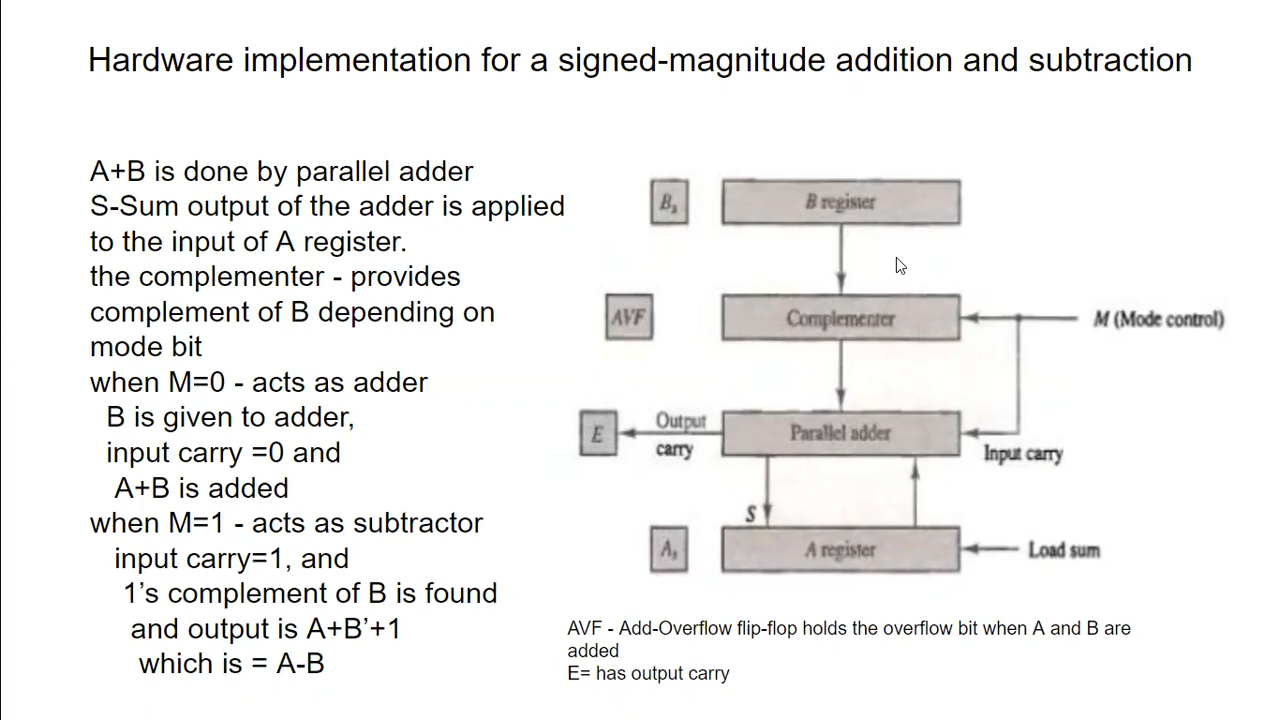 Hardware implementation for a signed-magnitude addition and subtraction
A+B is done by parallel adder
S-Sum output of the adder is applied
to the input of A register.
the complementer - provides
complement of B depending on
mode bit
when M=0 - acts as adder
B is given to adder,
input carry =0 and
A+B is added
when M=1 - acts as subtractor
input carry=1, and
1’s complement of B is found
and output is A+B’+1
which is = A-B
Bs
B register
AVF
Complementer
M (Mode control)
E
Output
carry
Parallel adder
Input carry
S
As
A register
Load sum
AVF - Add-Overflow flip-flop holds the overflow bit when A and B are
added
E= has output carry